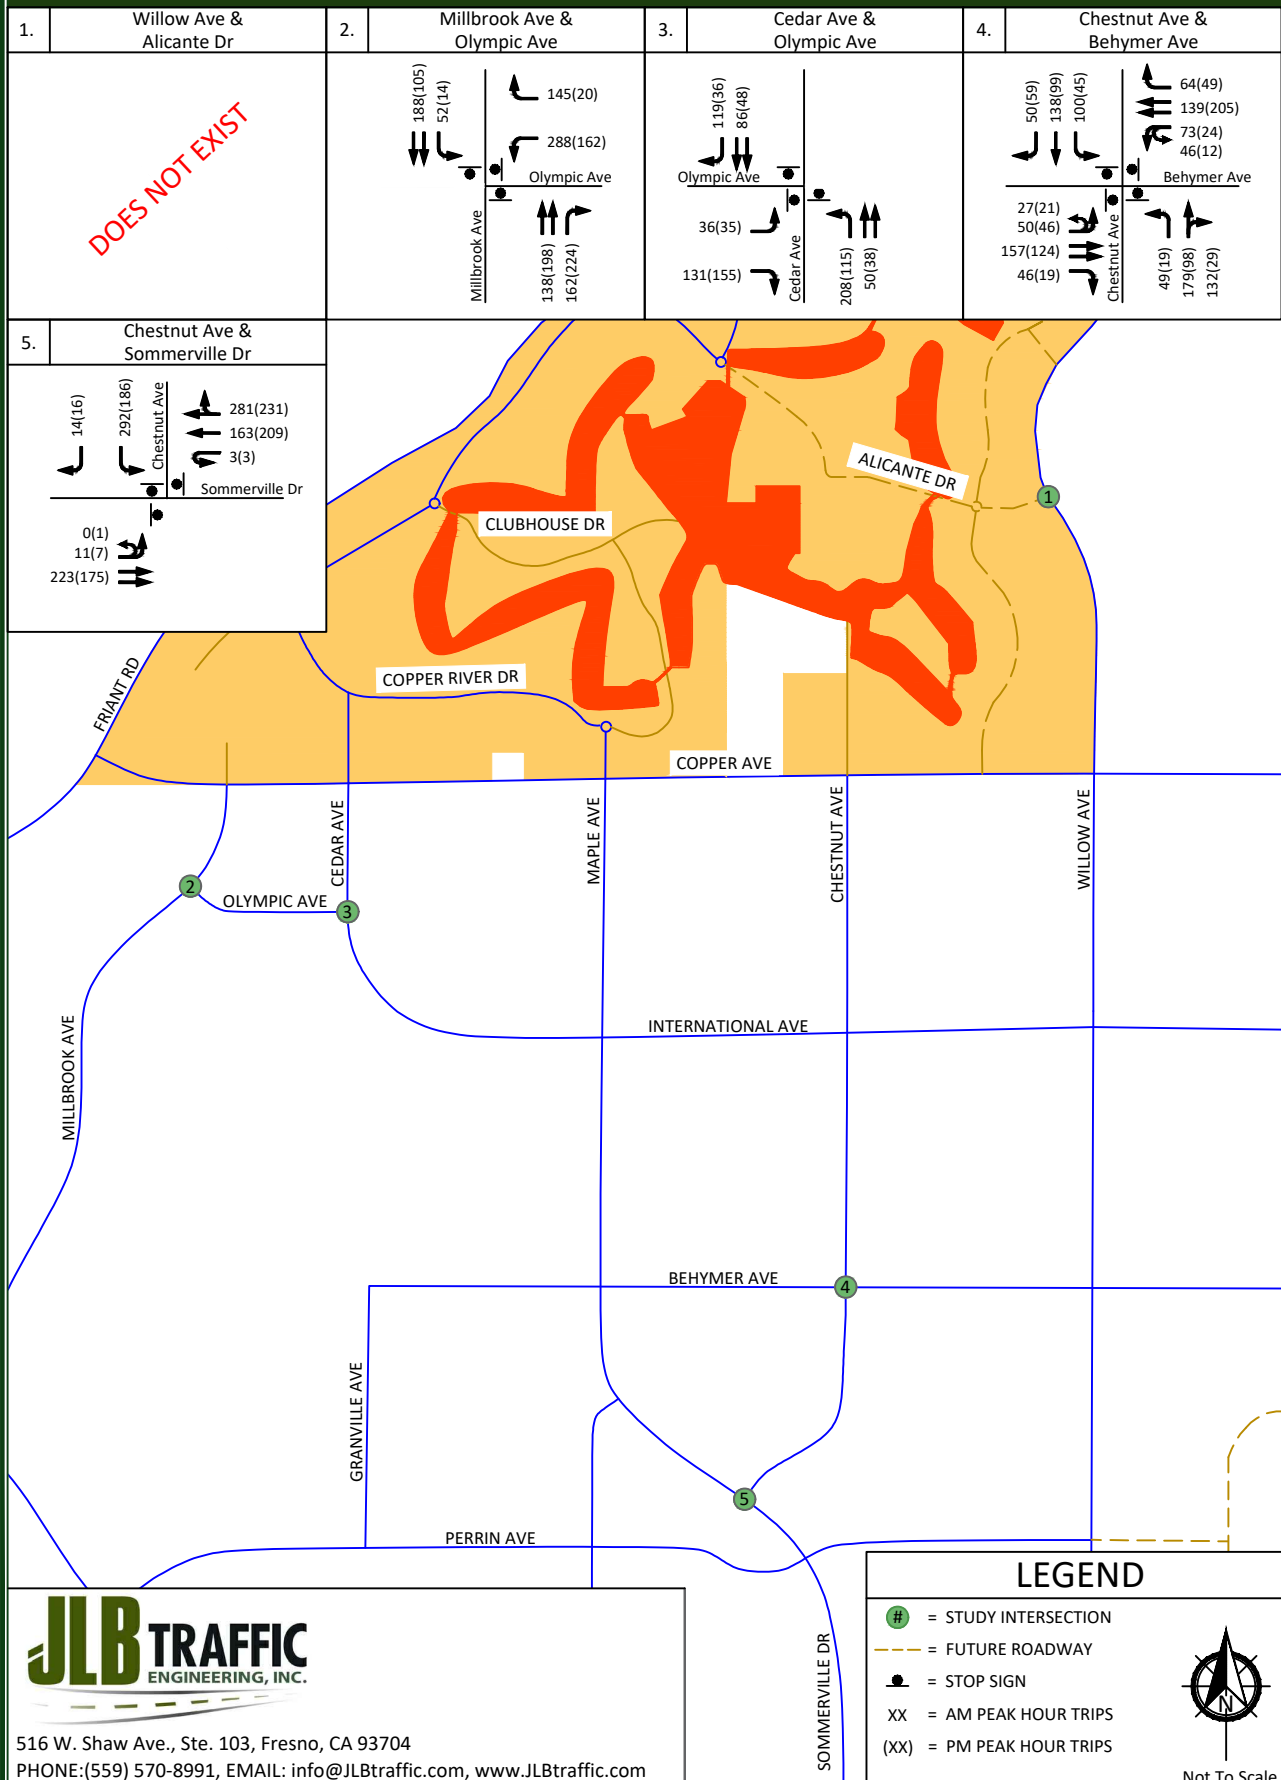 1.
Willow Ave &
Alicante Dr
DOES NOT EXIST
2.
Millbrook Ave &
Olympic Ave
188(105)
52(14)
145(20)
288(162)
Olympic Ave
Millbrook Ave
138(198)
162(224)
3.
Cedar Ave &
Olympic Ave
119(36)
86(48)
Olympic Ave
36(35)
131(155)
Cedar Ave
208(115)
50(38)
4.
Chestnut Ave &
Behymer Ave
50(59)
138(99)
100(45)
64(49)
139(205)
73(24)
46(12)
Behymer Ave
27(21)
50(46)
157(124)
46(19)
Chestnut Ave
49(19)
179(98)
132(29)
5.
Chestnut Ave &
Sommerville Dr
14(16)
292(186)
Chestnut Ave
281(231)
163(209)
3(3)
Sommerville Dr
0(1)
11(7)
223(175)
ALICANTE DR
1
CLUBHOUSE DR
COPPER RIVER DR
FRIANT RD
COPPER AVE
CEDAR AVE
MAPLE AVE
CHESTNUT AVE
WILLOW AVE
2
OLYMPIC AVE
3
MILLBROOK AVE
INTERNATIONAL AVE
BEHYMER AVE
4
GRANVILLE AVE
5
PERRIN AVE
SOMMERVILLE DR
LEGEND
# = STUDY INTERSECTION
= FUTURE ROADWAY
= STOP SIGN
XX = AM PEAK HOUR TRIPS
(XX) = PM PEAK HOUR TRIPS
N
Not To Scale
JLB TRAFFIC
ENGINEERING, INC.
516 W. Shaw Ave., Ste. 103, Fresno, CA 93704
PHONE:(559) 570-8991, EMAIL: info@JLBtraffic.com, www.JLBtraffic.com